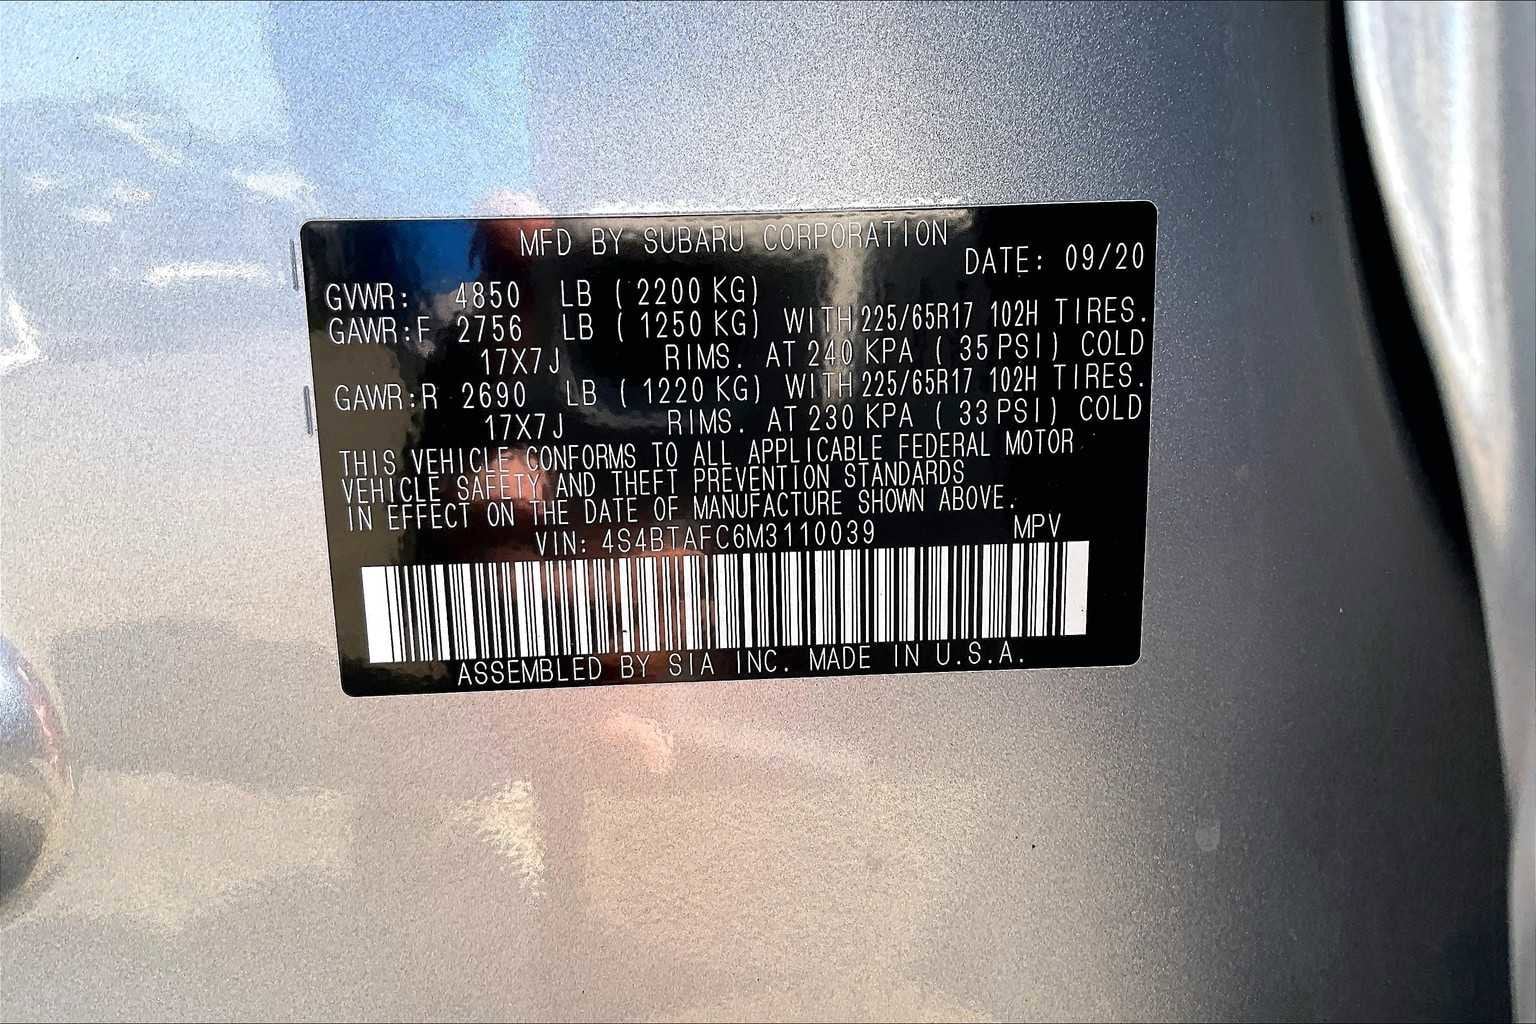 MFD BY SUBARU CORPORATION
DATE: 09/20
GVWR: 4850 LB ( 2200 KG)
GAWR:F 2756 LB ( 1250 KG) WITH 225/65R17 102H TIRES.
17X7J RIMS. AT 240 KPA ( 35 PSI) COLD
GAWR:R 2690 LB ( 1220 KG) WITH 225/65R17 102H TIRES.
17X7J RIMS. AT 230 KPA ( 33 PSI) COLD
THIS VEHICLE CONFORMS TO ALL APPLICABLE FEDERAL MOTOR
VEHICLE SAFETY AND THEFT PREVENTION STANDARDS
IN EFFECT ON THE DATE OF MANUFACTURE SHOWN ABOVE.
VIN: 4S4BTAFC6M3110039 MPV
ASSEMBLED BY SIA INC. MADE IN U.S.A.